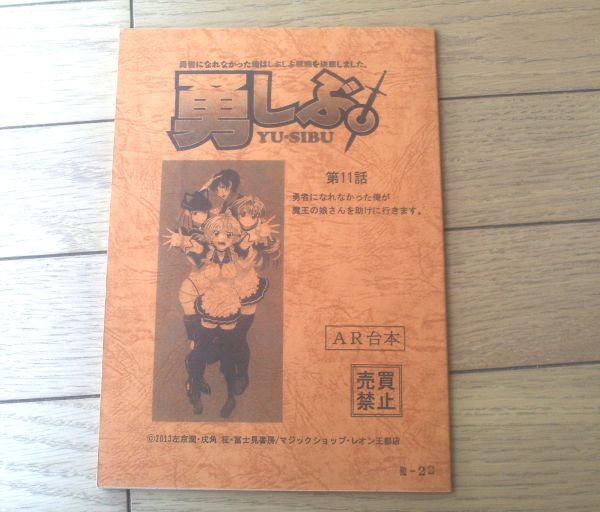 勇者になれなかった俺はしぶしぶ就職を決意しました。
勇しぶ。
YU-SIBU
第11話
勇者になれなかった俺が
魔王の娘さんを助けに行きます。
AR台本
売買
禁止
©2013左京潤・戌角 柾・富士見書房/マジックショップ・レオン王都店